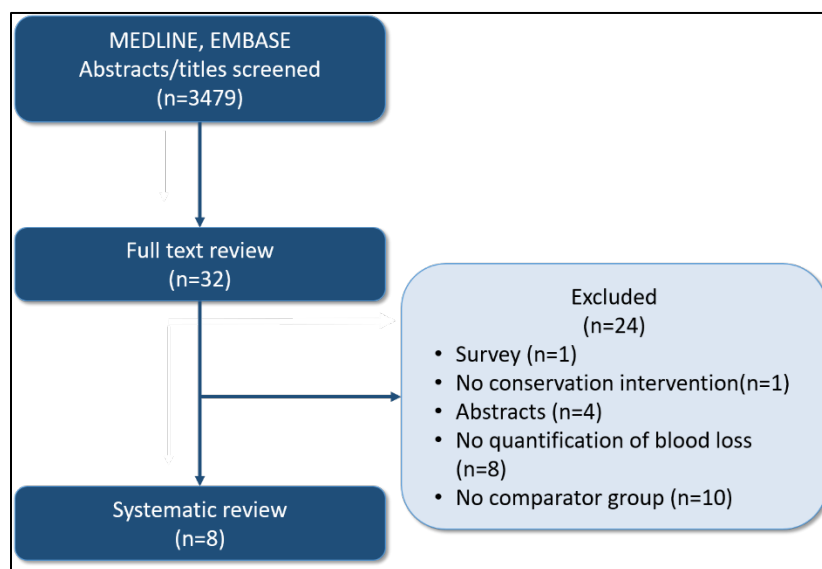 MEDLINE, EMBASE
Abstracts/titles screened
(n=3479)
Full text review
(n=32)
Excluded
(n=24)
• Survey (n=1)
• No conservation intervention(n=1)
• Abstracts (n=4)
• No quantification of blood loss
(n=8)
• No comparator group (n=10)
Systematic review
(n=8)